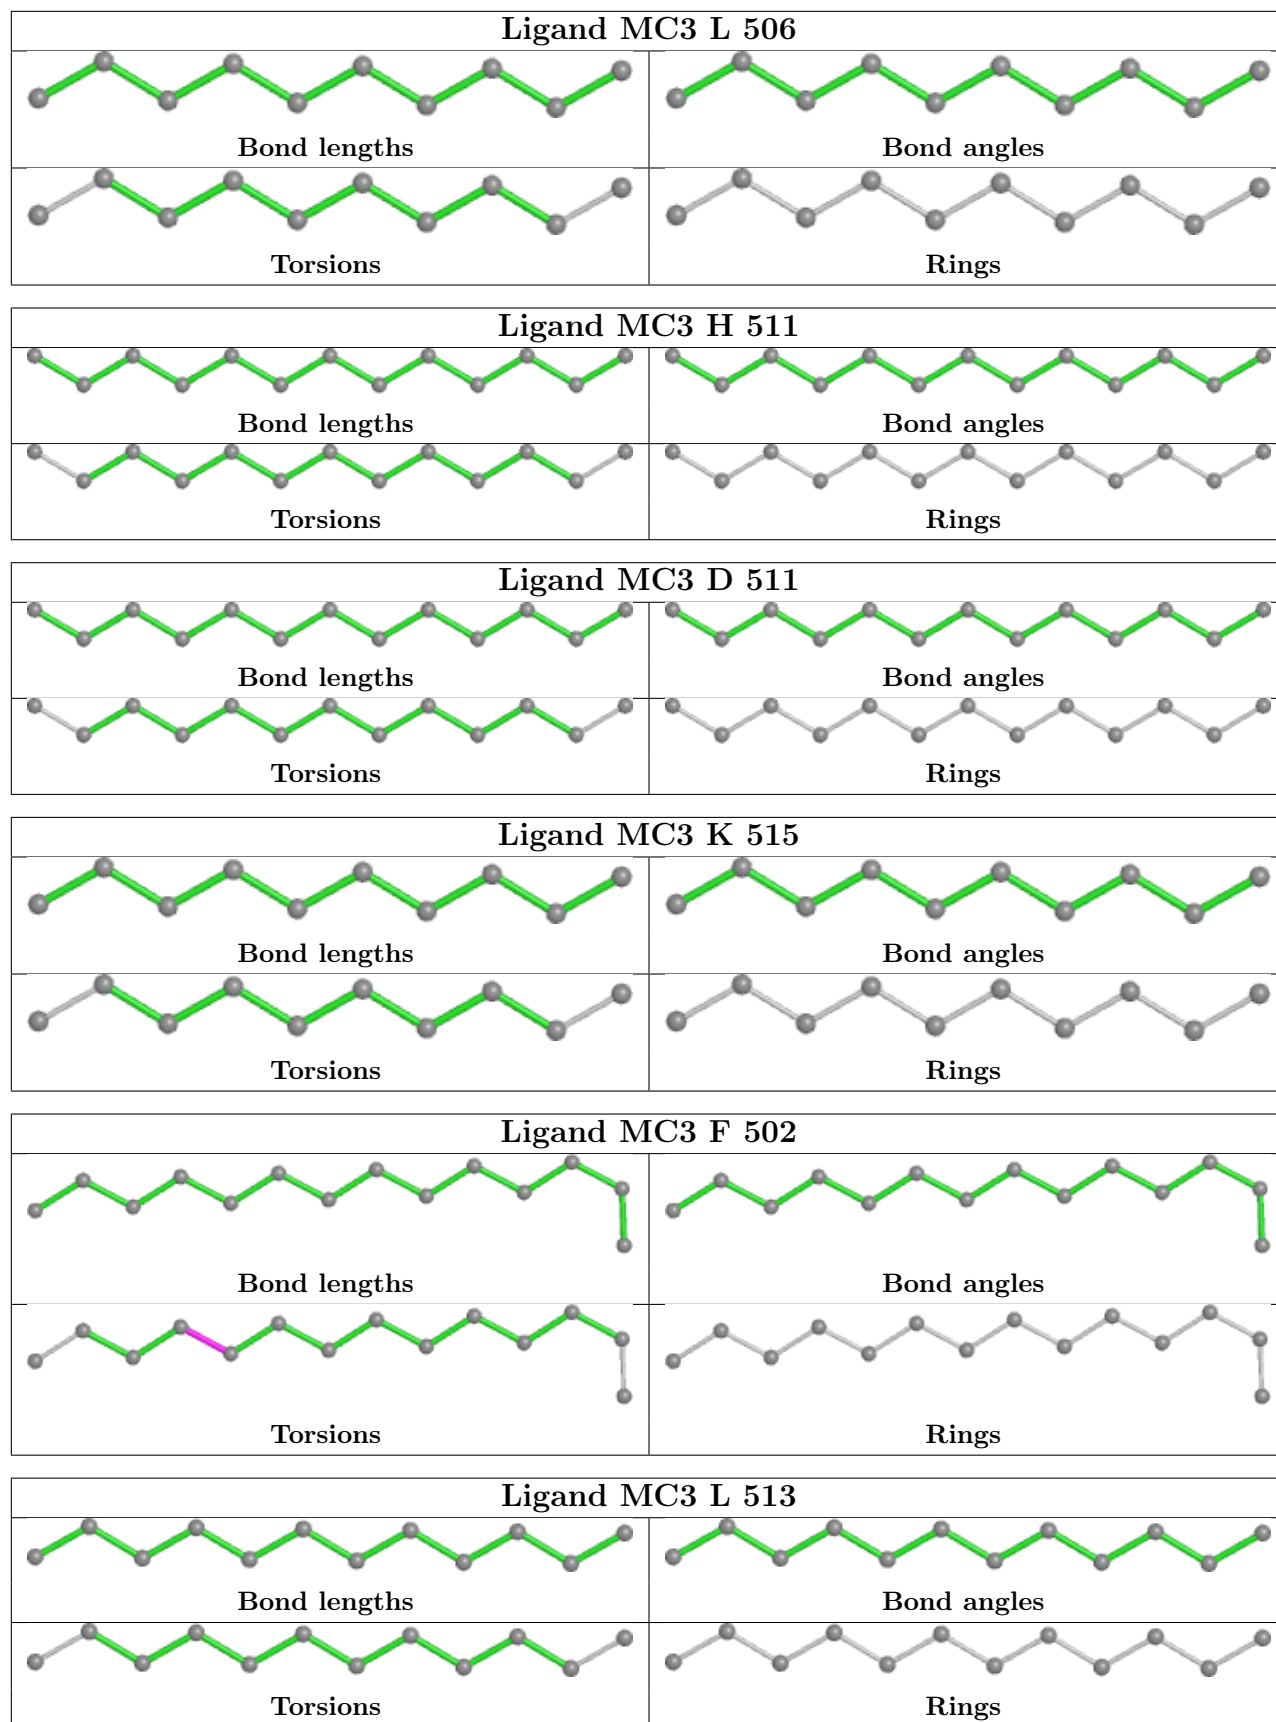 Ligand MC3 L 506
Bond lengths Bond angles
Torsions Rings
Ligand MC3 H 511
Bond lengths Bond angles
Torsions Rings
Ligand MC3 D 511
Bond lengths Bond angles
Torsions Rings
Ligand MC3 K 515
Bond lengths Bond angles
Torsions Rings
Ligand MC3 F 502
Bond lengths Bond angles
Torsions Rings
Ligand MC3 L 513
Bond lengths Bond angles
Torsions Rings